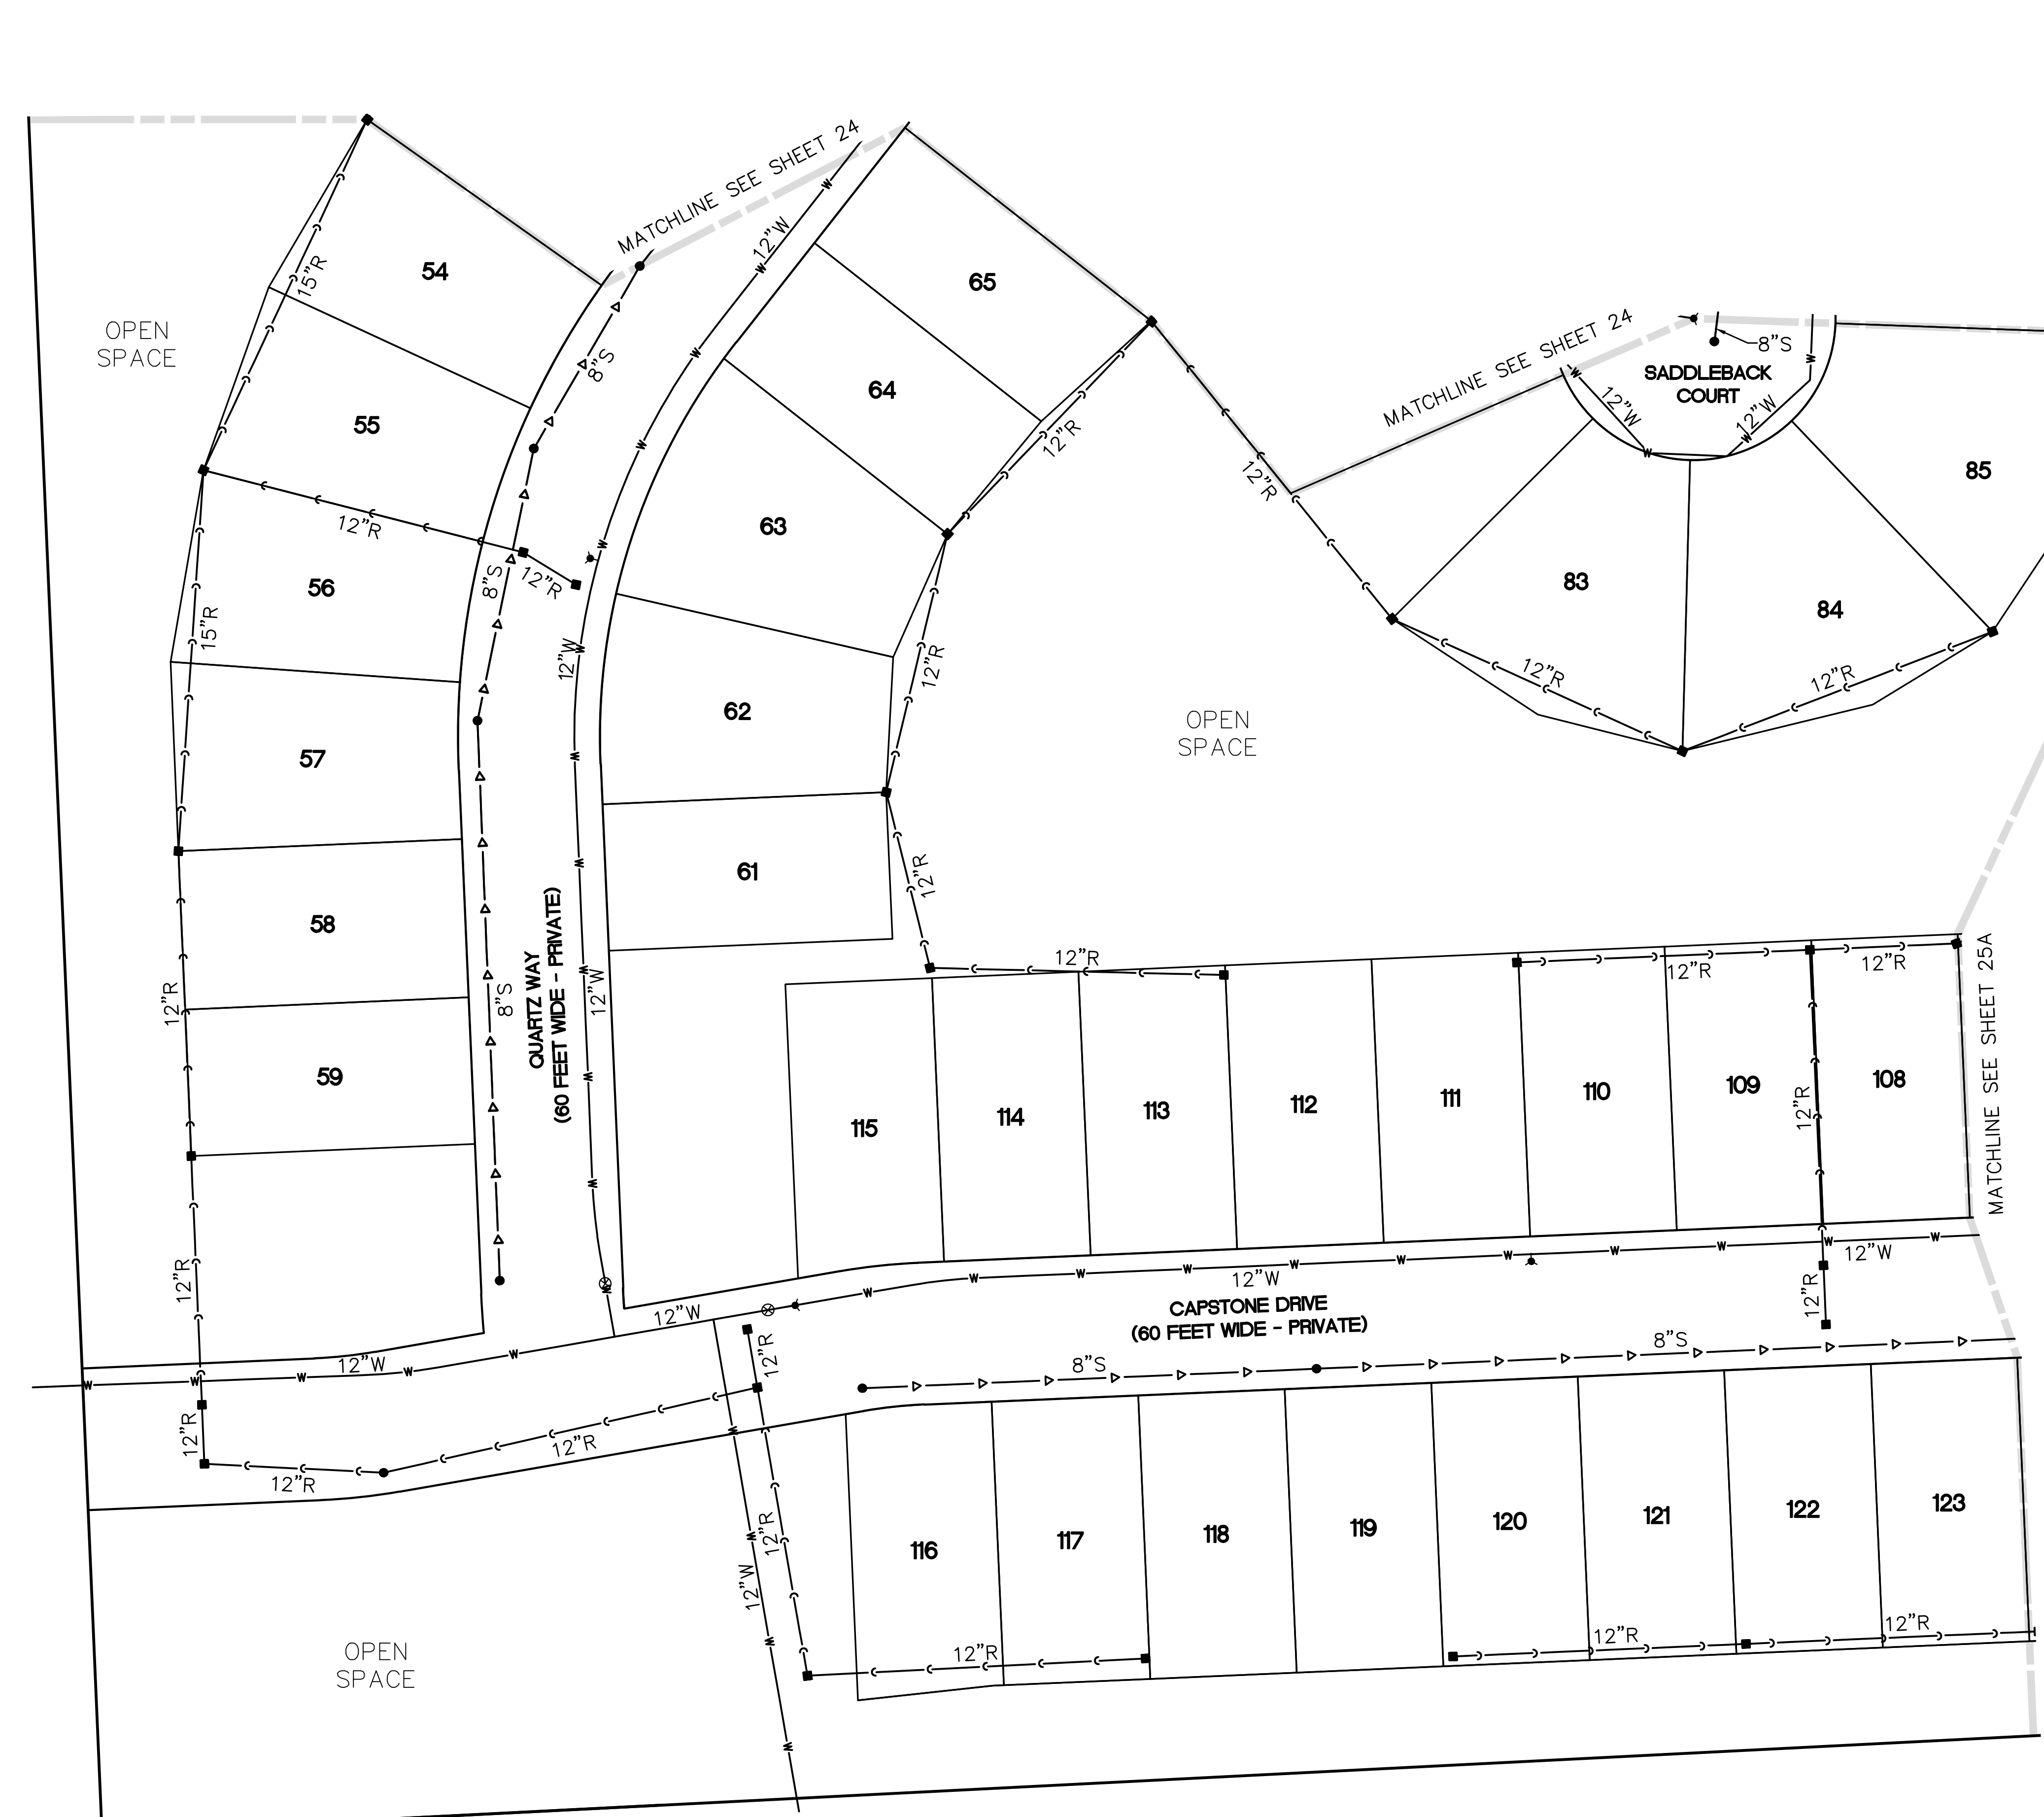 MATCHLINE SEE SHEET 24
12"W
15"R
54
65
OPEN
SPACE
8"S
MATCHLINE SEE SHEET 24
8"S
SADDLEBACK
COURT
12"W
12"W
64
55
12"R
12"R
85
12"R
63
56
8"S
12"R
83
84
15"R
12"W
12"R
12"R
12"R
62
OPEN
SPACE
57
61
12"R
58
QUARTZ WAY
(60 FEET WIDE - PRIVATE)
12"R
12"R
12"R
MATCHLINE SEE SHEET 25A
12"R
8"S
12"W
59
115
114
113
112
111
110
109
108
12"R
12"R
12"W
12"W
12"R
12"W
CAPSTONE DRIVE
(60 FEET WIDE - PRIVATE)
12"W
12"R
8"S
8"S
12"R
12"R
12"R
12"R
116
117
118
119
120
121
122
123
12"W
OPEN
SPACE
12"R
12"R
12"R